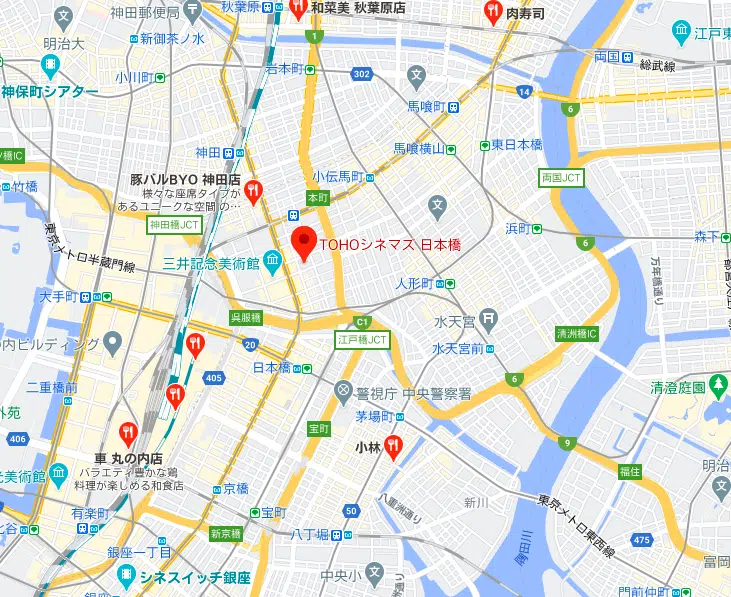 神田郵便局
秋葉原
和菜美 秋葉原店
肉寿司
明治大
新御茶ノ水
1
江戸東
両国
総武線
小川町
岩本町
302
神保町シアター
14
馬喰町
6
神田
馬喰横山
東日本橋
橋IC
竹橋
豚バルBYO 神田店
様々な座席タイプが
あるユニークな空間の…
小伝馬町
両国JCT
本町
神田橋JCT
TOHOシネマズ 日本橋
浜町
森下
6
東京メトロ半蔵門線
三井記念美術館
万年橋通り
大手町
人形町
呉服橋
C1
水天宮
の内ビルディング
20
江戸橋JCT
清洲橋IC
水天宮前
日本橋
405
6
二重橋前
警視庁 中央警察署
清澄庭園
外苑
茅場町
406
宝町
小林
9
車 丸の内店
バラエティ豊かな鶏
料理が楽しめる和食店
福住
明治
美術館
京橋
新川
八重洲通り
東京メトロ東西線
有楽町
宝町
50
新京橋
八丁堀
475
銀座一丁目
隅田川
富岡
シネスイッチ銀座
中央小
門前仲町